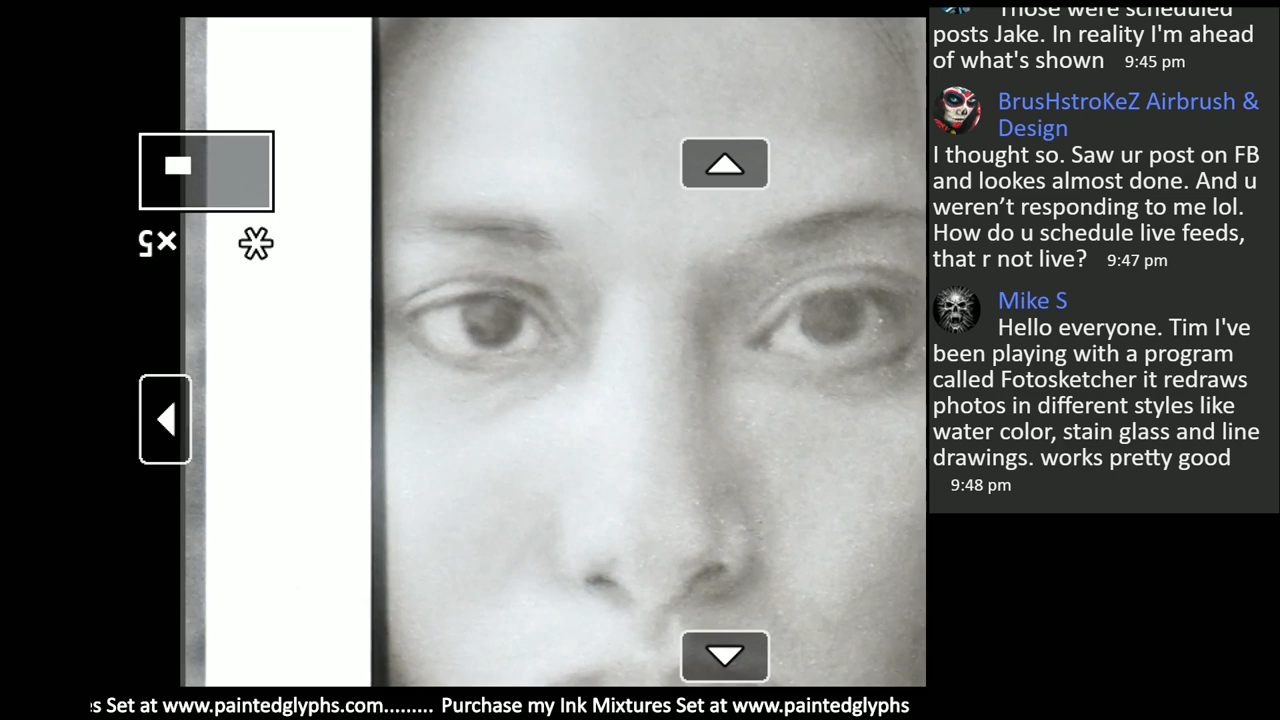 Those were scheduled
posts Jake. In reality I'm ahead
of what's shown 9:45 pm
BrusHstroKeZ Airbrush &
Design
I thought so. Saw ur post on FB
and lookes almost done. And u
weren’t responding to me lol.
How do u schedule live feeds,
that r not live? 9:47 pm
Mike S
Hello everyone. Tim I've
been playing with a program
called Fotosketcher it redraws
photos in different styles like
water color, stain glass and line
drawings. works pretty good
9:48 pm
x5
s Set at www.paintedglyphs.com......... Purchase my Ink Mixtures Set at www.paintedglyphs